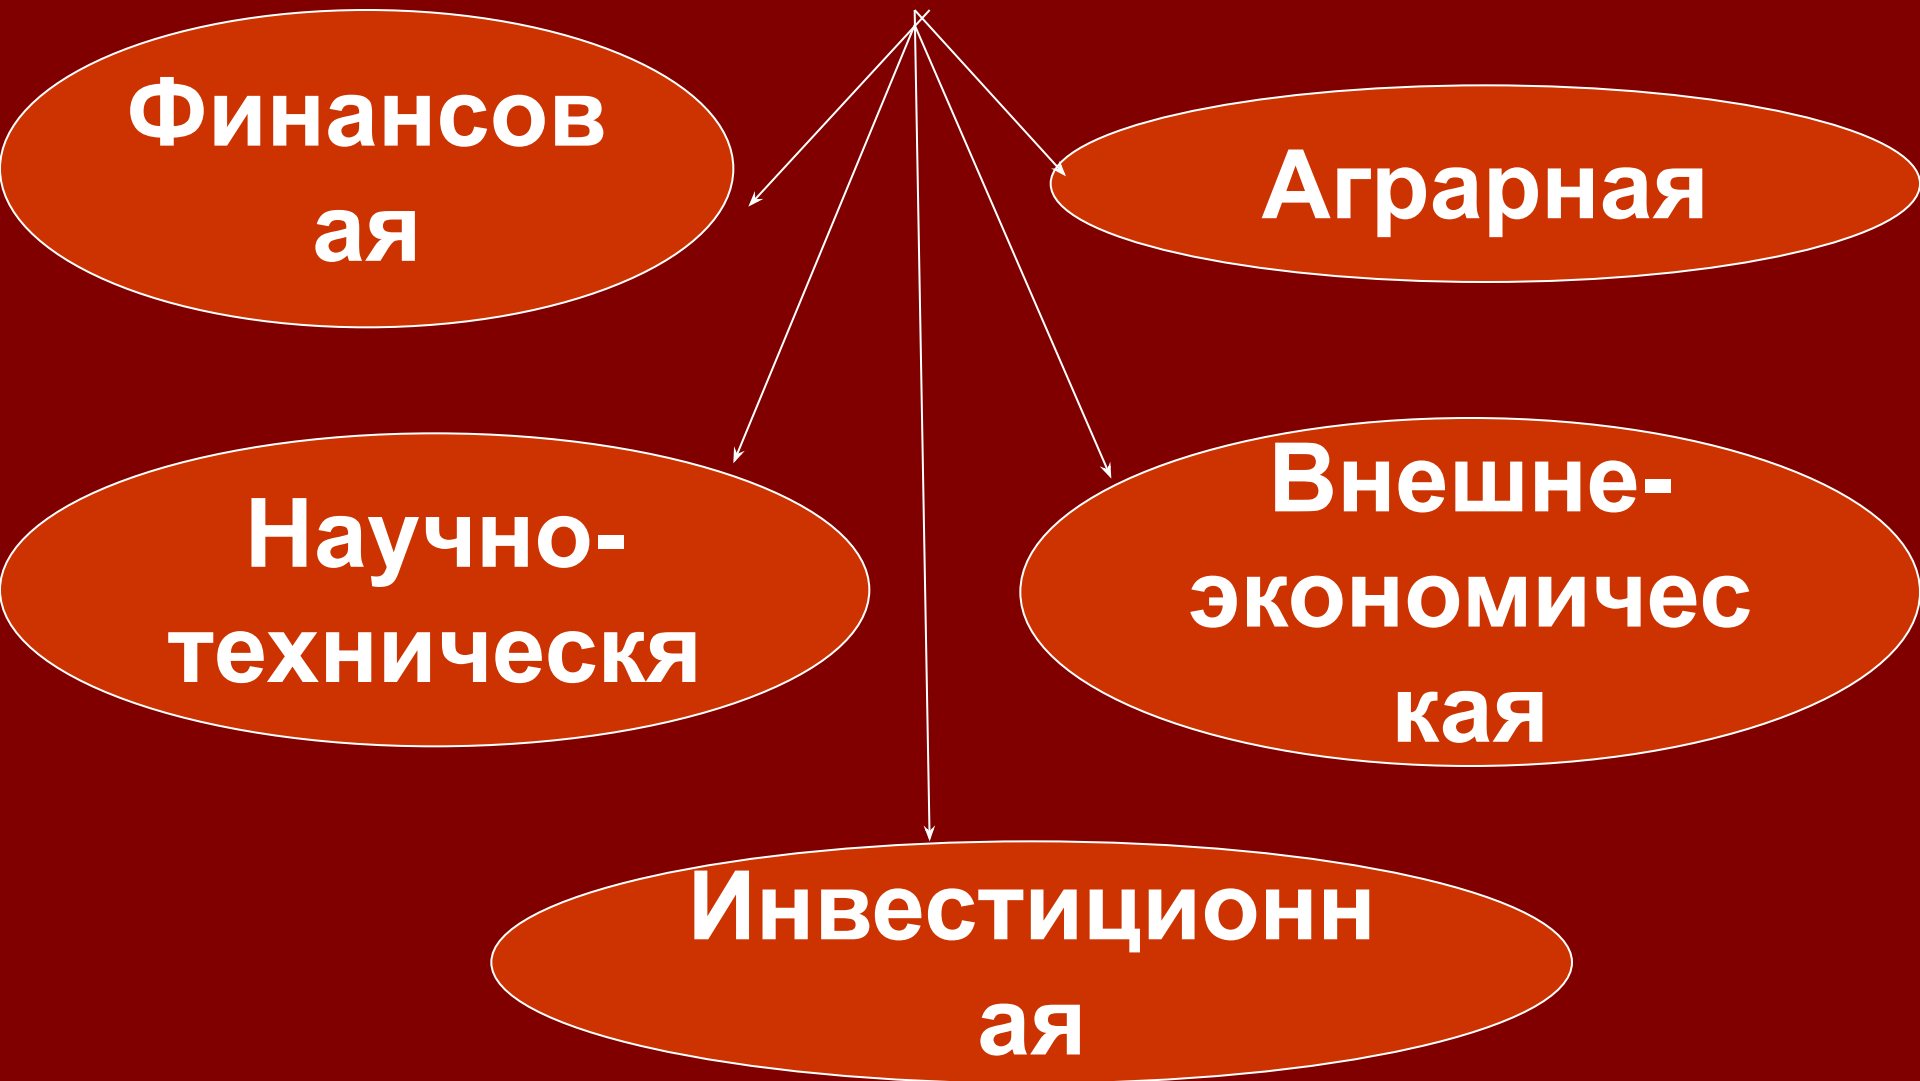 Финансов
ая
Аграрная
Научно-
техническя
Внешне-
экономичес
кая
Инвестиционн
ая